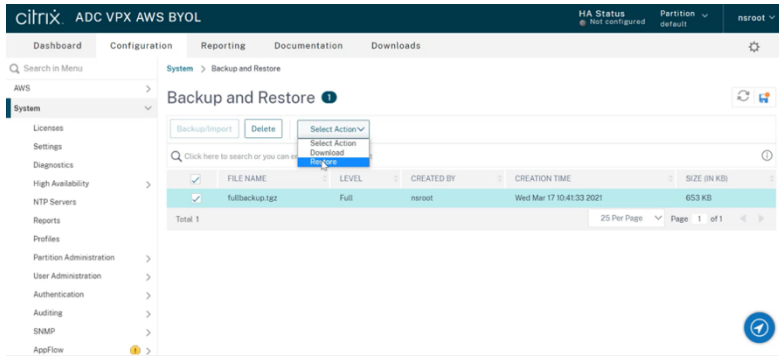 citrix. ADC VPX AWS BYOL
HA Status
Not configured
Partition
default
nsroot
Dashboard Configuration Reporting Documentation Downloads
Search in Menu
AWS
System
Licenses
Settings
Diagnostics
High Availability
NTP Servers
Reports
Profiles
Partition Administration
User Administration
Authentication
Auditing
SNMP
AppFlow
System > Backup and Restore
Backup and Restore 1
Backup/Import Delete Select Action
Select Action
Download
Restore
Click here to search or you can
FILE NAME LEVEL CREATED BY CREATION TIME SIZE (IN KB)
fullbackup.tgz Full nsroot Wed Mar 17 10:41:33 2021 653 KB
Total 1 25 Per Page Page 1 of 1